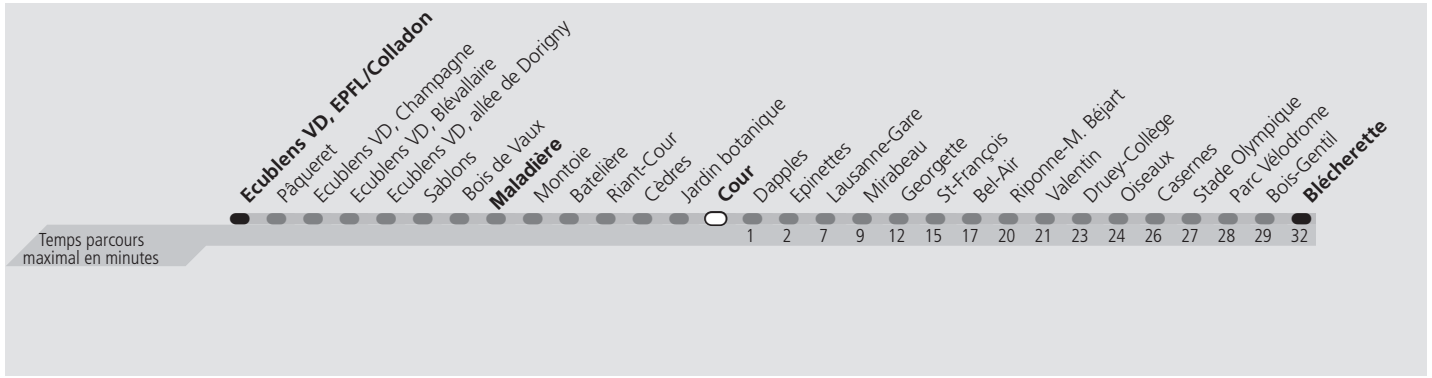 Ecublens VD, EPFL/Colladon
Pâqueret
Ecublens VD, Champagne
Ecublens VD, Blévallaire
Ecublens VD, allée de Dorigny
Sablons
Bois de Vaux
Maladière
Montoie
Batelière
Riant-Cour
Cèdres
Jardin botanique
Cour
Dapples
Epinettes
Lausanne-Gare
Mirabeau
Georgette
St-François
Bel-Air
Riponne-M. Béjart
Valentin
Druey-Collège
Oiseaux
Casernes
Stade Olympique
Parc Vélodrome
Bois-Gentil
Blécherette
Temps parcours
maximal en minutes
1 2 7 9 12 15 17 20 21 23 24 26 27 28 29 32